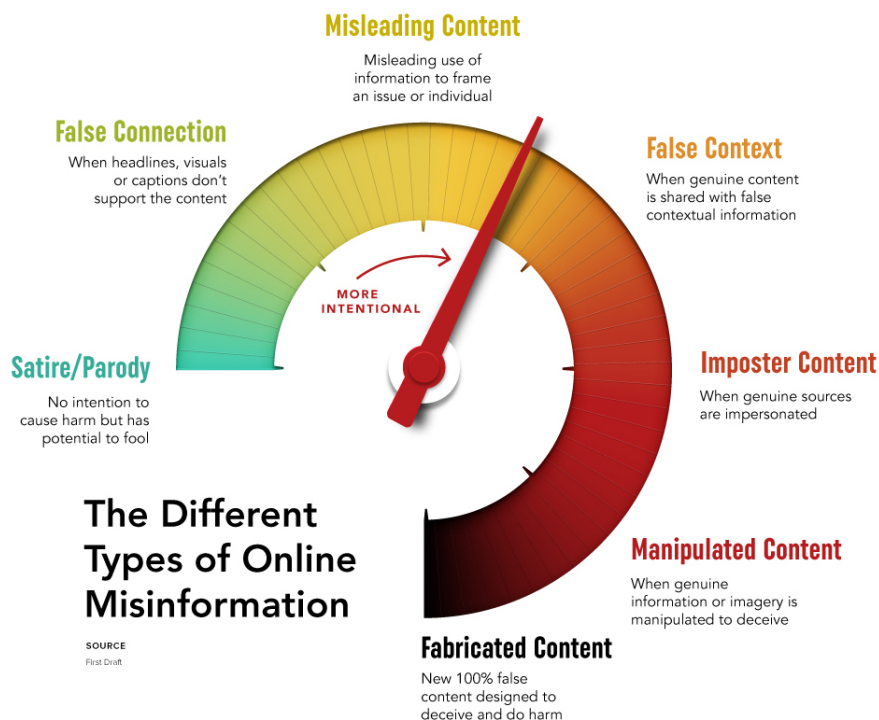 Misleading Content
Misleading use of
information to frame
an issue or individual
False Connection
When headlines, visuals
or captions don't
support the content
False Context
When genuine content
is shared with false
contextual information
MORE
INTENTIONAL
Satire/Parody
No intention to
cause harm but has
potential to fool
Imposter Content
When genuine sources
are impersonated
The Different
Types of Online
Misinformation
SOURCE
First Draft
Manipulated Content
When genuine
information or imagery is
manipulated to deceive
Fabricated Content
New 100% false
content designed to
deceive and do harm